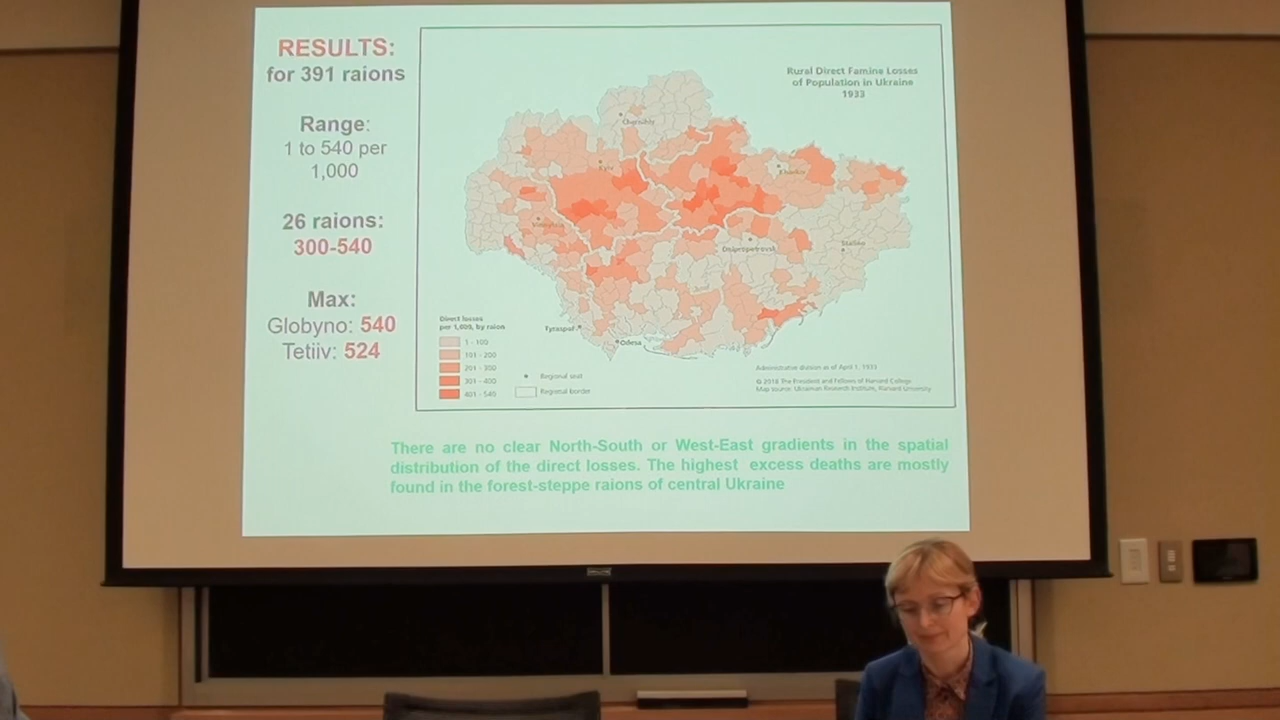 RESULTS:
for 391 raions
Range:
1 to 540 per
1,000
26 raions:
300-540
Max:
Globyno: 540
Tetiiv: 524
Rural Direct Famine Losses
of Population in Ukraine
1933
Chernihiv
Kyiv
Kharkiv
Vinnytsia
Dnipropetrovsk
Stalino
Tyraspol
Odesa
Direct losses
per 1,000, by raion
1 - 100
101 - 200
201 - 300
301 - 400
401 - 540
Regional seat
Regional border
Administrative division as of April 1, 1933
© 2018 The President and Fellows of Harvard College
Map source: Ukrainian Research Institute, Harvard University
There are no clear North-South or West-East gradients in the spatial
distribution of the direct losses. The highest excess deaths are mostly
found in the forest-steppe raions of central Ukraine